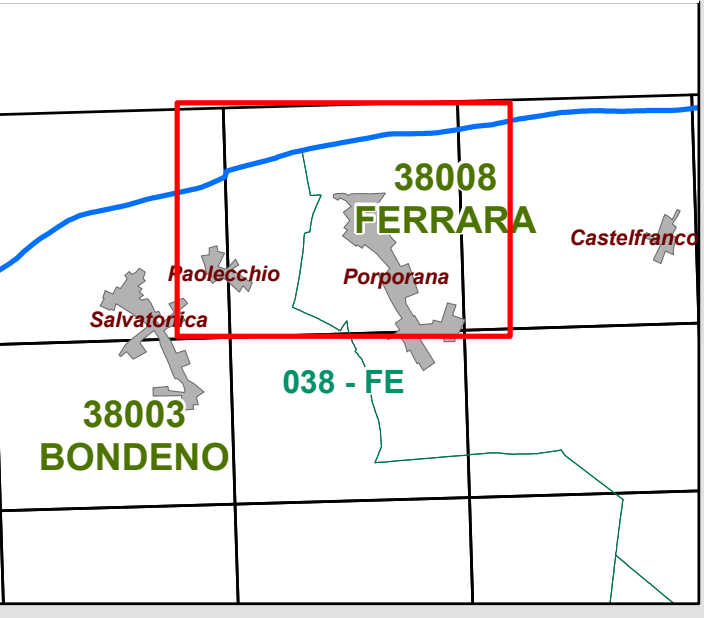 38008
FERRARA
Castelfranco
Paolecchio
Porporana
Salvatonica
038 - FE
38003
BONDENO